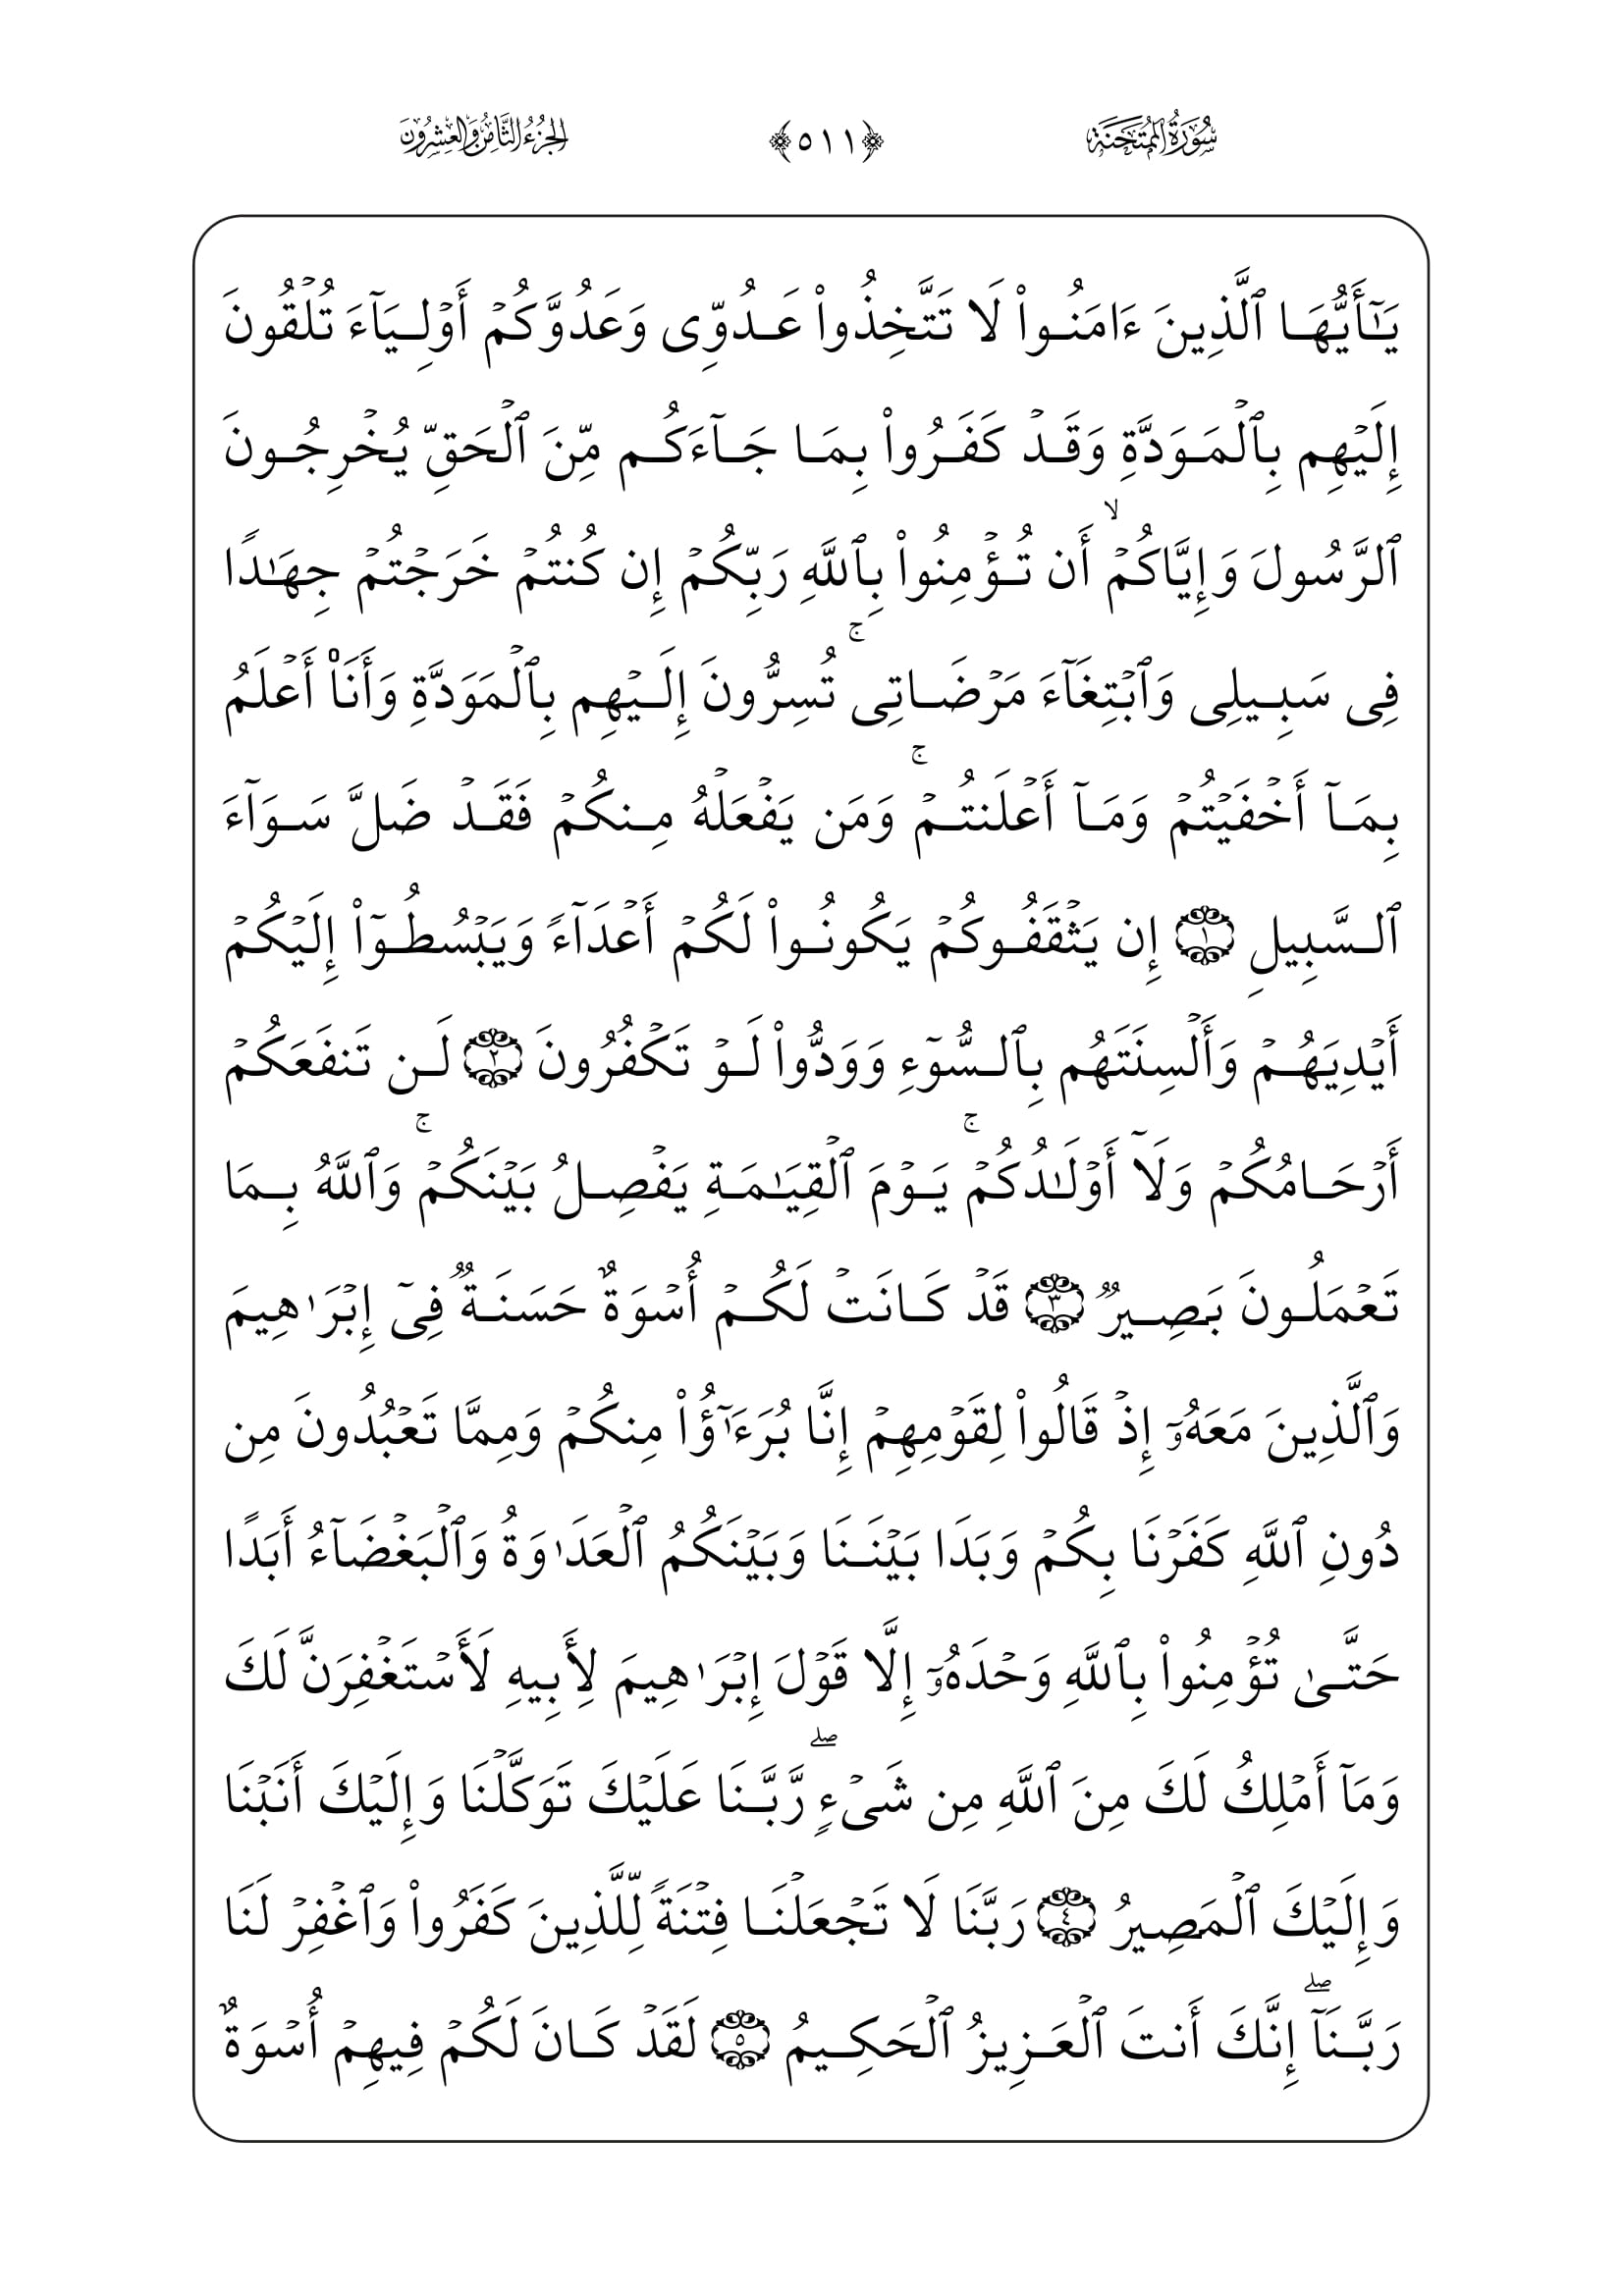 سُورَةُ المُمْتَحنَة ﴿٥١١﴾ الجُزْءُ الثَّامِنُ وَالعِشْرُونَ
يَـٰٓأَيُّهَا ٱلَّذِينَ ءَامَنُوا۟ لَا تَتَّخِذُوا۟ عَدُوِّى وَعَدُوَّكُمْ أَوْلِيَآءَ تُلْقُونَ
إِلَيْهِم بِٱلْمَوَدَّةِ وَقَدْ كَفَرُوا۟ بِمَا جَآءَكُم مِّنَ ٱلْحَقِّ يُخْرِجُونَ
ٱلرَّسُولَ وَإِيَّاكُمْ ۙ أَن تُؤْمِنُوا۟ بِٱللَّهِ رَبِّكُمْ إِن كُنتُمْ خَرَجْتُمْ جِهَـٰدًا
فِى سَبِيلِى وَٱبْتِغَآءَ مَرْضَاتِى ۚ تُسِرُّونَ إِلَيْهِم بِٱلْمَوَدَّةِ وَأَنَا۠ أَعْلَمُ
بِمَآ أَخْفَيْتُمْ وَمَآ أَعْلَنتُمْ ۚ وَمَن يَفْعَلْهُ مِنكُمْ فَقَدْ ضَلَّ سَوَآءَ
ٱلسَّبِيلِ ١ إِن يَثْقَفُوكُمْ يَكُونُوا۟ لَكُمْ أَعْدَآءً وَيَبْسُطُوٓا۟ إِلَيْكُمْ
أَيْدِيَهُمْ وَأَلْسِنَتَهُم بِٱلسُّوٓءِ وَوَدُّوا۟ لَوْ تَكْفُرُونَ ٢ لَن تَنفَعَكُمْ
أَرْحَامُكُمْ وَلَآ أَوْلَـٰدُكُمْ ۚ يَوْمَ ٱلْقِيَـٰمَةِ يَفْصِلُ بَيْنَكُمْ ۚ وَٱللَّهُ بِمَا
تَعْمَلُونَ بَصِيرٌ ٣ قَدْ كَانَتْ لَكُمْ أُسْوَةٌ حَسَنَةٌ فِىٓ إِبْرَٰهِيمَ
وَٱلَّذِينَ مَعَهُۥٓ إِذْ قَالُوا۟ لِقَوْمِهِمْ إِنَّا بُرَءَٰٓؤُا۟ مِنكُمْ وَمِمَّا تَعْبُدُونَ مِن
دُونِ ٱللَّهِ كَفَرْنَا بِكُمْ وَبَدَا بَيْنَنَا وَبَيْنَكُمُ ٱلْعَدَٰوَةُ وَٱلْبَغْضَآءُ أَبَدًا
حَتَّىٰ تُؤْمِنُوا۟ بِٱللَّهِ وَحْدَهُۥٓ إِلَّا قَوْلَ إِبْرَٰهِيمَ لِأَبِيهِ لَأَسْتَغْفِرَنَّ لَكَ
وَمَآ أَمْلِكُ لَكَ مِنَ ٱللَّهِ مِن شَىْءٍ ۖ رَّبَّنَا عَلَيْكَ تَوَكَّلْنَا وَإِلَيْكَ أَنَبْنَا
وَإِلَيْكَ ٱلْمَصِيرُ ٤ رَبَّنَا لَا تَجْعَلْنَا فِتْنَةً لِّلَّذِينَ كَفَرُوا۟ وَٱغْفِرْ لَنَا
رَبَّنَآ ۖ إِنَّكَ أَنتَ ٱلْعَزِيزُ ٱلْحَكِيمُ ٥ لَقَدْ كَانَ لَكُمْ فِيهِمْ أُسْوَةٌ